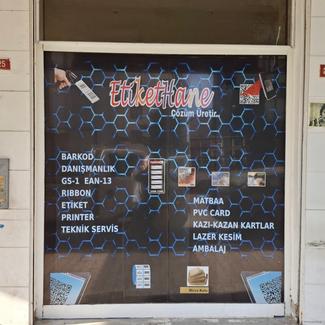 EtiketHane
Çözüm Üretir...
BARKOD
DANIŞMANLIK
GS-1 EAN-13
RIBBON
ETİKET
PRINTER
TEKNİK SERVİS
MATBAA
PVC CARD
KAZI-KAZAN KARTLAR
LAZER KESİM
AMBALAJ